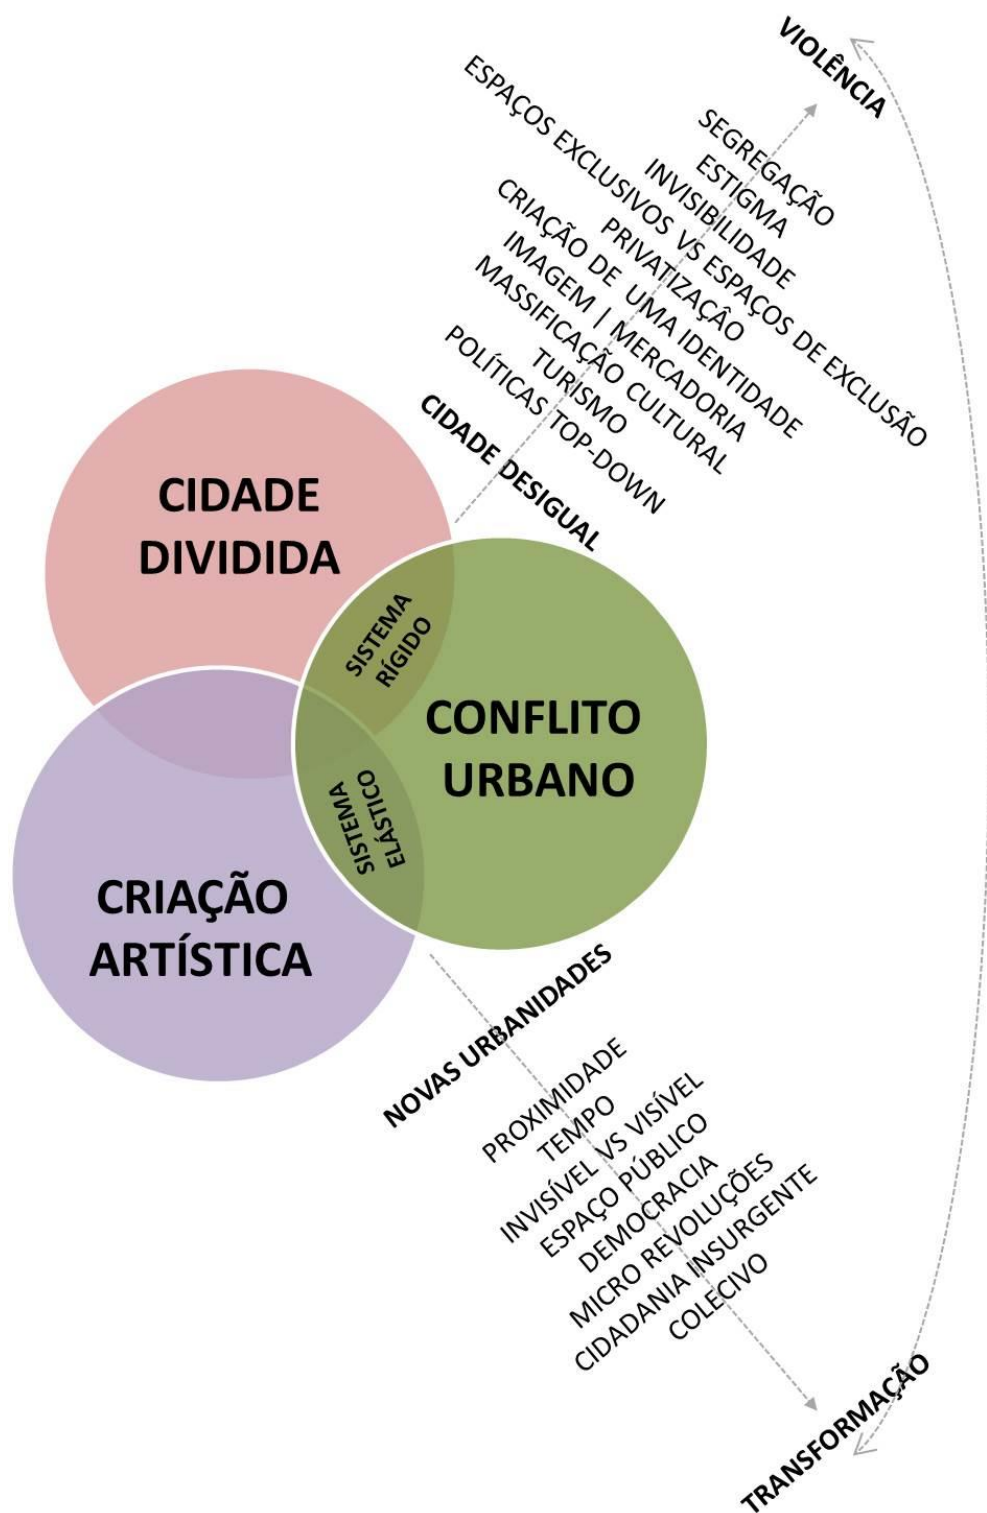 VIOLÊNCIA
SEGREGAÇÃO
ESTIGMA
INVISIBILIDADE
ESPAÇOS EXCLUSIVOS VS ESPAÇOS DE EXCLUSÃO
PRIVATIZAÇÃO
CRIAÇÃO DE UMA IDENTIDADE
IMAGEM | MERCADORIA
MASSIFICAÇÃO CULTURAL
TURISMO
POLÍTICAS TOP-DOWN
CIDADE DESIGUAL
CIDADE
DIVIDIDA
SISTEMA
RÍGIDO
CONFLITO
URBANO
SISTEMA
ELÁSTICO
CRIAÇÃO
ARTÍSTICA
NOVAS URBANIDADES
PROXIMIDADE
TEMPO
INVISÍVEL VS VISÍVEL
ESPAÇO PÚBLICO
DEMOCRACIA
MICRO REVOLUÇÕES
CIDADANIA INSURGENTE
COLECIVO
TRANSFORMAÇÃO